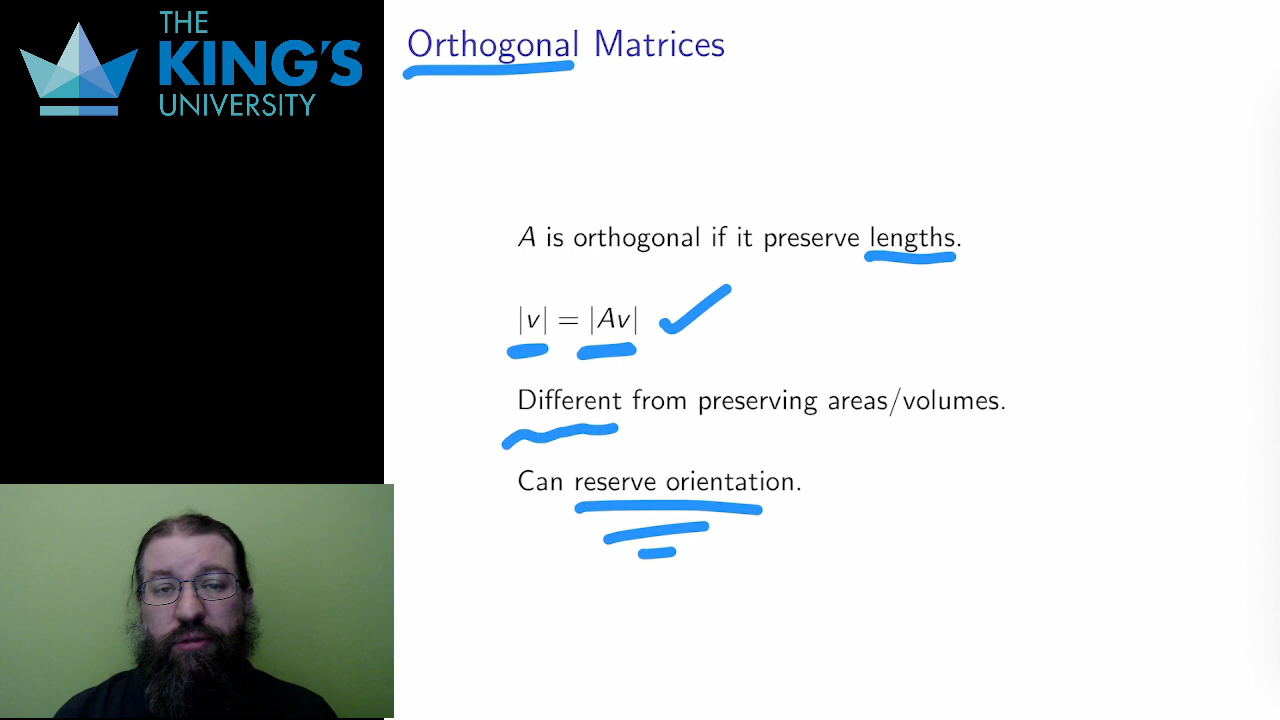 THE
KING'S
UNIVERSITY
Orthogonal Matrices
A is orthogonal if it preserve lengths.
|v| = |Av|
Different from preserving areas/volumes.
Can reserve orientation.